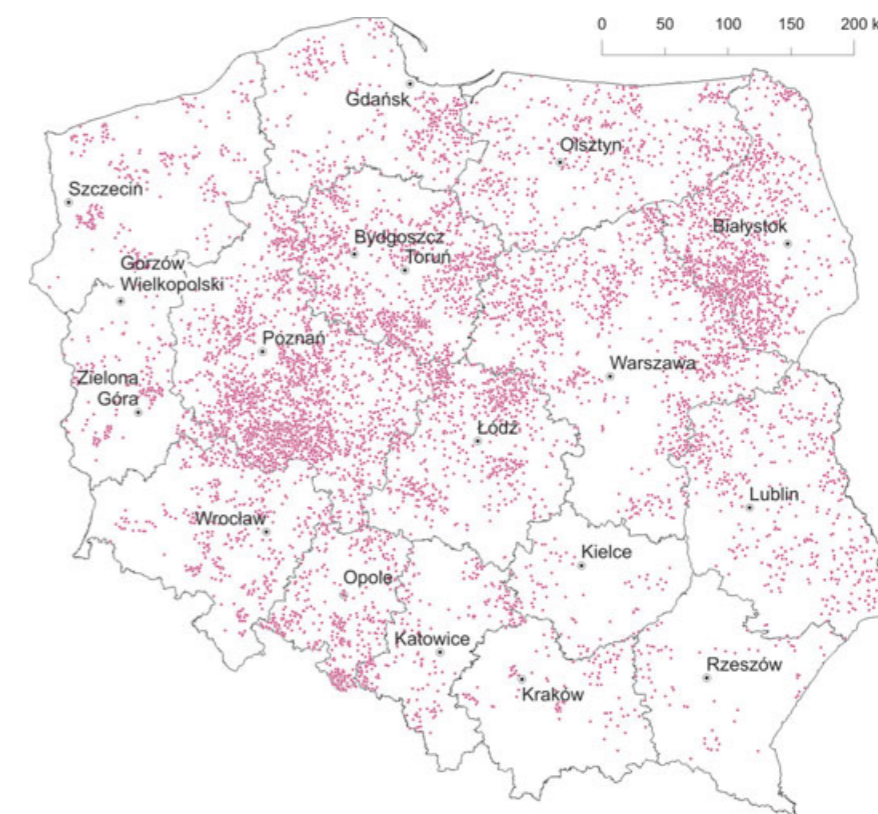 0 50 100 150 200 k
Gdańsk
Olsztyn
Szczecin
Białystok
Bydgoszcz
Toruń
Gorzów
Wielkopolski
Poznań
Warszawa
Zielona
Góra
Łódź
Lublin
Wrocław
Kielce
Opole
Katowice
Rzeszów
Kraków